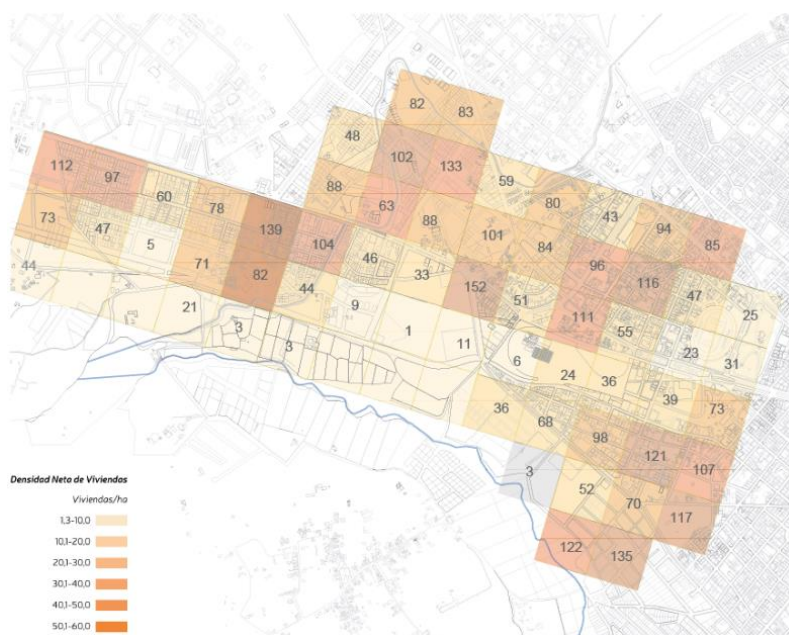 82 83
48 102 133
112 97 60 59
88 63 80 43
73 47 78 139 88 94
5 104 101 84 85
44 71 82 46 33 96 116
44 152 51 47
21 9 111 55 25
3 3 1 11 6 23 31
24 36
36 68 39 73
98 121 107
3 52 70
117
122 135
Densidad Neta de Viviendas
Viviendas/ha
1,3-10,0
10,1-20,0
20,1-30,0
30,1-40,0
40,1-50,0
50,1-60,0